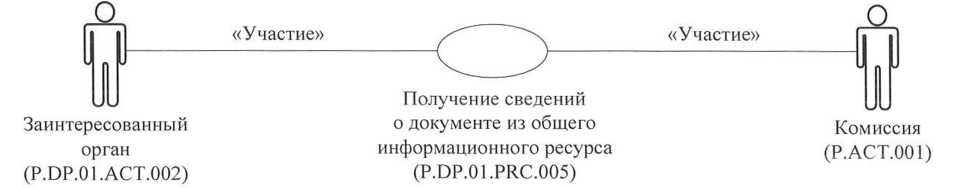 «Участие»
«Участие»
Заинтересованный
орган
(P.DP.01.ACT.002)
Получение сведений
о документе из общего
информационного ресурса
(P.DP.01.PRC.005)
Комиссия
(P.ACT.001)